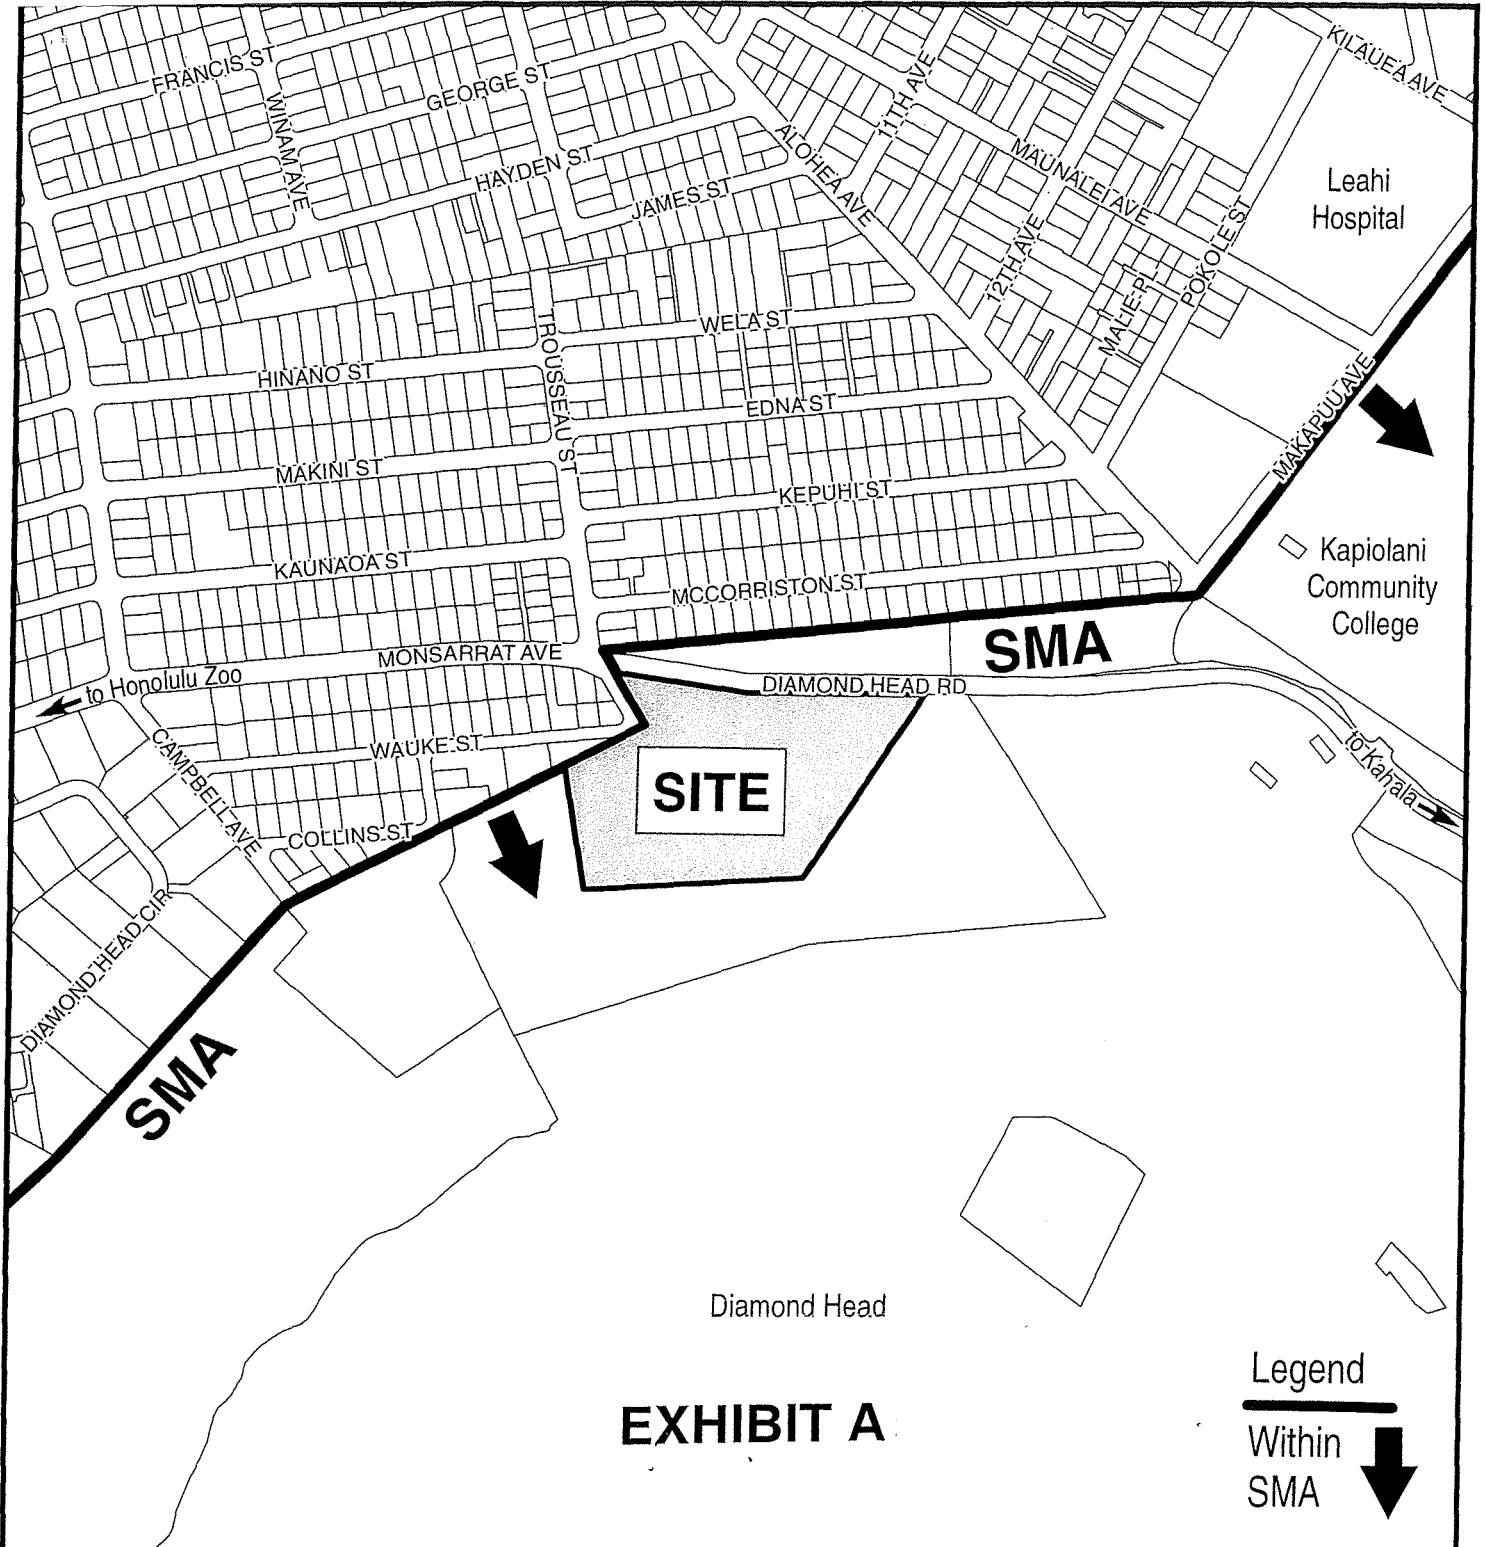 KILAUEA AVE
FRANCIS ST
GEORGE ST
WINAM AVE
11TH AVE
ALOHEA AVE
MAUNALEI AVE
HAYDEN ST
JAMES ST
Leahi
Hospital
12TH AVE
POKOLE ST
MALIE PL
WELA ST
TROUSSEAU ST
HINANO ST
EDNA ST
MAKAPUU AVE
MAKINI ST
KEPUHI ST
KAUNAOA ST
MCCORRISTON ST
Kapiolani
Community
College
SMA
MONSARRAT AVE
to Honolulu Zoo
DIAMOND HEAD RD
WAUKE ST
CAMPBELL AVE
SITE
to Kahala
COLLINS ST
DIAMOND HEAD CIR
SMA
Diamond Head
EXHIBIT A
Legend
Within
SMA